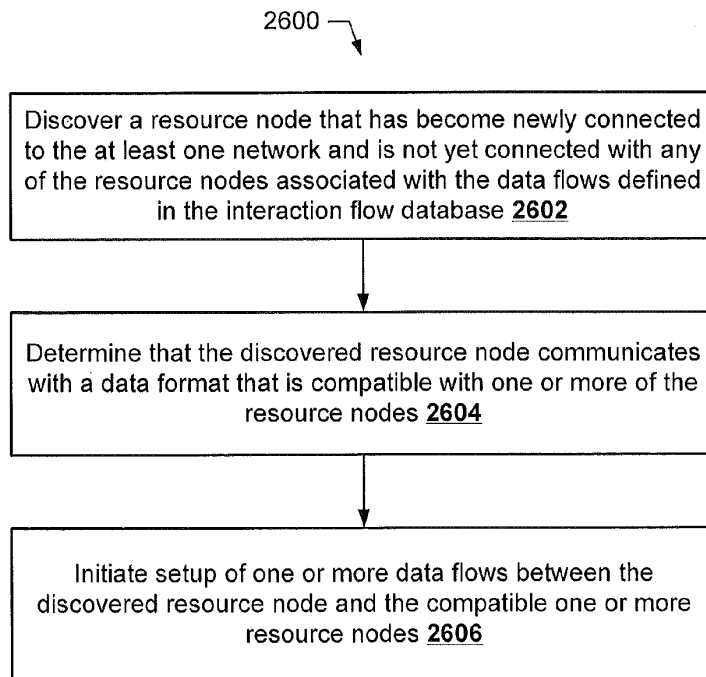 2600
Discover a resource node that has become newly connected
to the at least one network and is not yet connected with any
of the resource nodes associated with the data flows defined
in the interaction flow database 2602
Determine that the discovered resource node communicates
with a data format that is compatible with one or more of the
resource nodes 2604
Initiate setup of one or more data flows between the
discovered resource node and the compatible one or more
resource nodes 2606